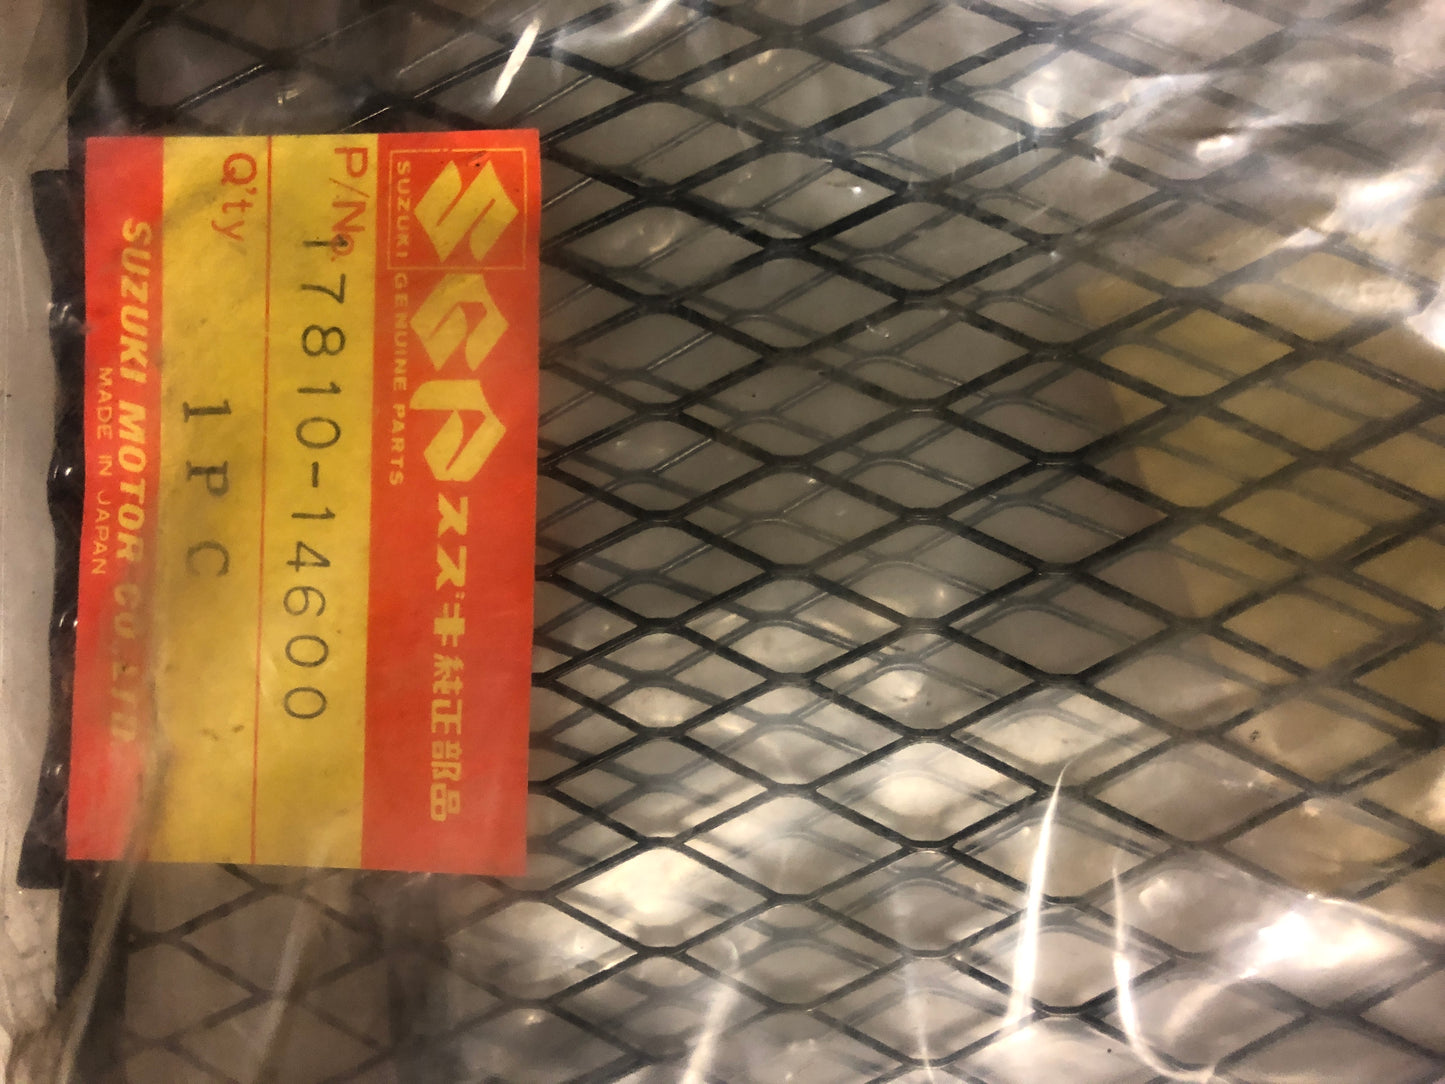 SGP スズキ純正部品
SUZUKI GENUINE PARTS
P/No. 17810-14600
Q'ty 1PC
SUZUKI MOTOR CO.,LTD.
MADE IN JAPAN